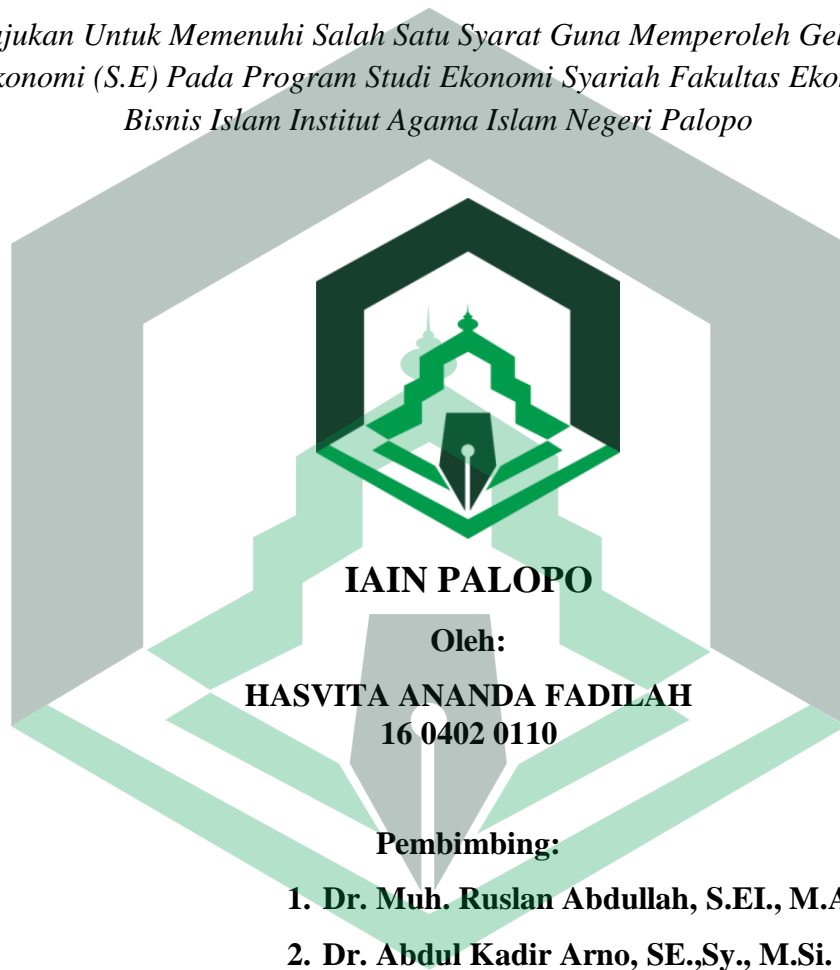 jukan Untuk Memenuhi Salah Satu Syarat Guna Memperoleh Gel
konomi (S.E) Pada Program Studi Ekonomi Syariah Fakultas Eko
Bisnis Islam Institut Agama Islam Negeri Palopo
IAIN PALOPO
Oleh:
HASVITA ANANDA FADILAH
16 0402 0110
Pembimbing:
1. Dr. Muh. Ruslan Abdullah, S.EI., M.A
2. Dr. Abdul Kadir Arno, SE.,Sy., M.Si.